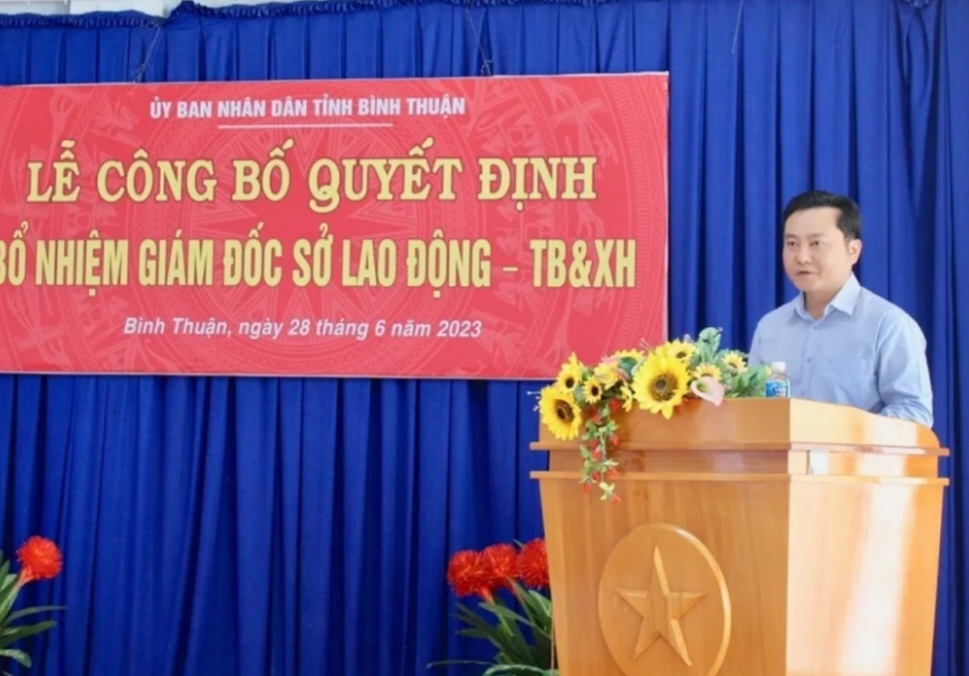 ỦY BAN NHÂN DÂN TỈNH BÌNH THUẬN
LỄ CÔNG BỐ QUYẾT ĐỊNH
BỔ NHIỆM GIÁM ĐỐC SỞ LAO ĐỘNG – TB&XH
Bình Thuận, ngày 28 tháng 6 năm 2023